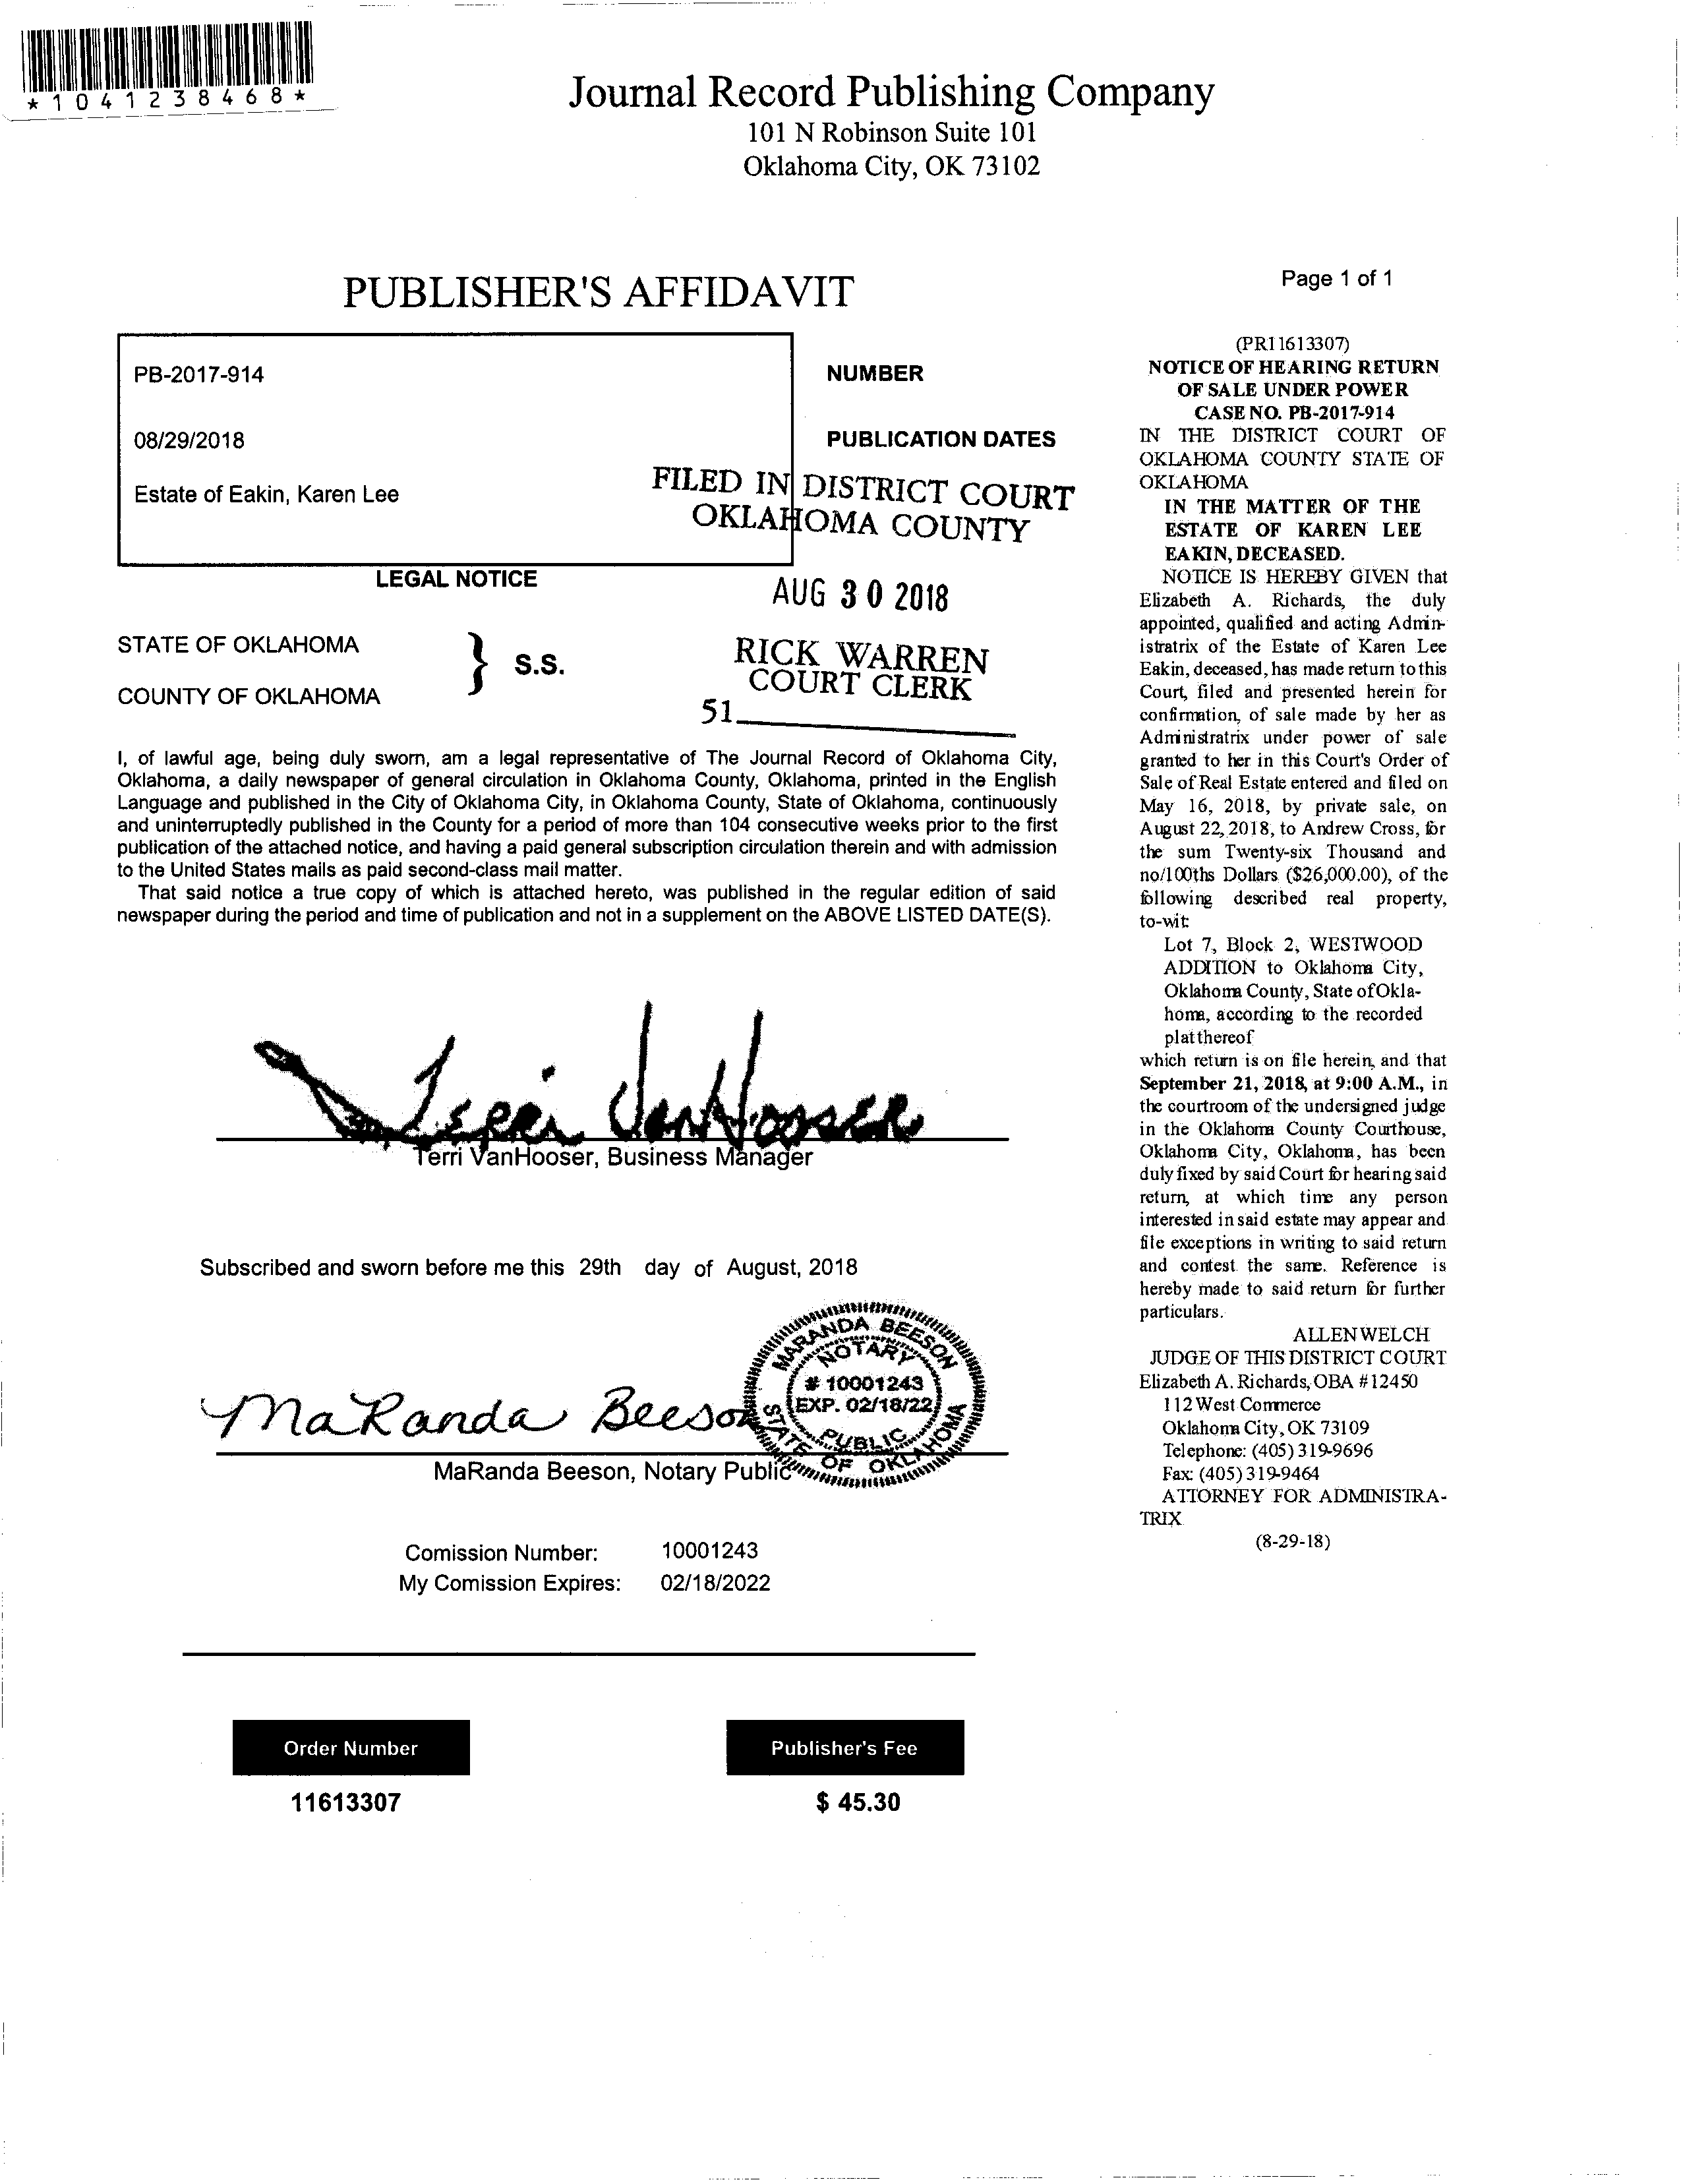 *1041238468*
Journal Record Publishing Company
101 N Robinson Suite 101
Oklahoma City, OK 73102
PUBLISHER'S AFFIDAVIT
Page 1 of 1
PB-2017-914
NUMBER
08/29/2018
PUBLICATION DATES
Estate of Eakin, Karen Lee
FILED IN DISTRICT COURT
OKLAHOMA COUNTY
LEGAL NOTICE
AUG 30 2018
STATE OF OKLAHOMA
} S.S.
COUNTY OF OKLAHOMA
RICK WARREN
COURT CLERK
51
I, of lawful age, being duly sworn, am a legal representative of The Journal Record of Oklahoma City,
Oklahoma, a daily newspaper of general circulation in Oklahoma County, Oklahoma, printed in the English
Language and published in the City of Oklahoma City, in Oklahoma County, State of Oklahoma, continuously
and uninterruptedly published in the County for a period of more than 104 consecutive weeks prior to the first
publication of the attached notice, and having a paid general subscription circulation therein and with admission
to the United States mails as paid second-class mail matter.
That said notice a true copy of which is attached hereto, was published in the regular edition of said
newspaper during the period and time of publication and not in a supplement on the ABOVE LISTED DATE(S).
Terri VanHooser
Terri VanHooser, Business Manager
Subscribed and sworn before me this 29th day of August, 2018
MaRanda Beeson
MARANDA BEESON
NOTARY
# 10001243
EXP. 02/18/22
PUBLIC
STATE OF OKLAHOMA
MaRanda Beeson, Notary Public
Comission Number: 10001243
My Comission Expires: 02/18/2022
Order Number
Publisher's Fee
11613307
$ 45.30
(PR11613307)
NOTICE OF HEARING RETURN
OF SALE UNDER POWER
CASE NO. PB-2017-914
IN THE DISTRICT COURT OF
OKLAHOMA COUNTY STATE OF
OKLAHOMA
IN THE MATTER OF THE
ESTATE OF KAREN LEE
EAKIN, DECEASED.
NOTICE IS HEREBY GIVEN that
Elizabeth A. Richards, the duly
appointed, qualified and acting Admin-
istratrix of the Estate of Karen Lee
Eakin, deceased, has made return to this
Court, filed and presented herein for
confirmation, of sale made by her as
Administratrix under power of sale
granted to her in this Court's Order of
Sale of Real Estate entered and filed on
May 16, 2018, by private sale, on
August 22, 2018, to Andrew Cross, for
the sum Twenty-six Thousand and
no/100ths Dollars ($26,000.00), of the
following described real property,
to-wit:
Lot 7, Block 2, WESTWOOD
ADDITION to Oklahoma City,
Oklahoma County, State of Okla-
homa, according to the recorded
plat thereof
which return is on file herein, and that
September 21, 2018, at 9:00 A.M., in
the courtroom of the undersigned judge
in the Oklahoma County Courthouse,
Oklahoma City, Oklahoma, has been
duly fixed by said Court for hearing said
return, at which time any person
interested in said estate may appear and
file exceptions in writing to said return
and contest the same. Reference is
hereby made to said return for further
particulars.
ALLEN WELCH
JUDGE OF THIS DISTRICT COURT
Elizabeth A. Richards, OBA #12450
112 West Commerce
Oklahoma City, OK 73109
Telephone: (405) 319-9696
Fax: (405) 319-9464
ATTORNEY FOR ADMINISTRA-
TRIX
(8-29-18)